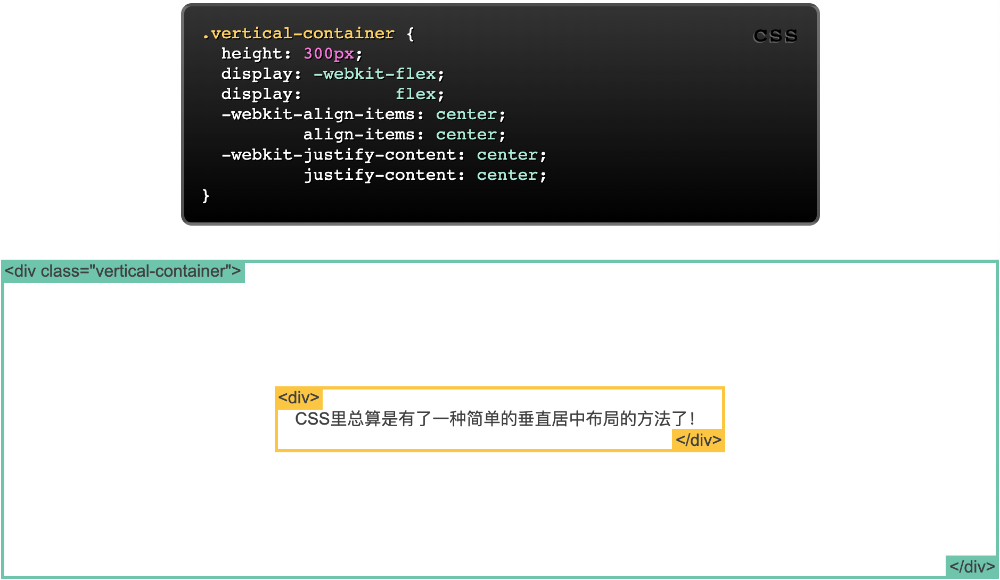 .vertical-container {
CSS
  height: 300px;
  display: -webkit-flex;
  display:         flex;
  -webkit-align-items: center;
          align-items: center;
  -webkit-justify-content: center;
          justify-content: center;
}
<div class="vertical-container">
<div>
CSS里总算是有了一种简单的垂直居中布局的方法了！
</div>
</div>